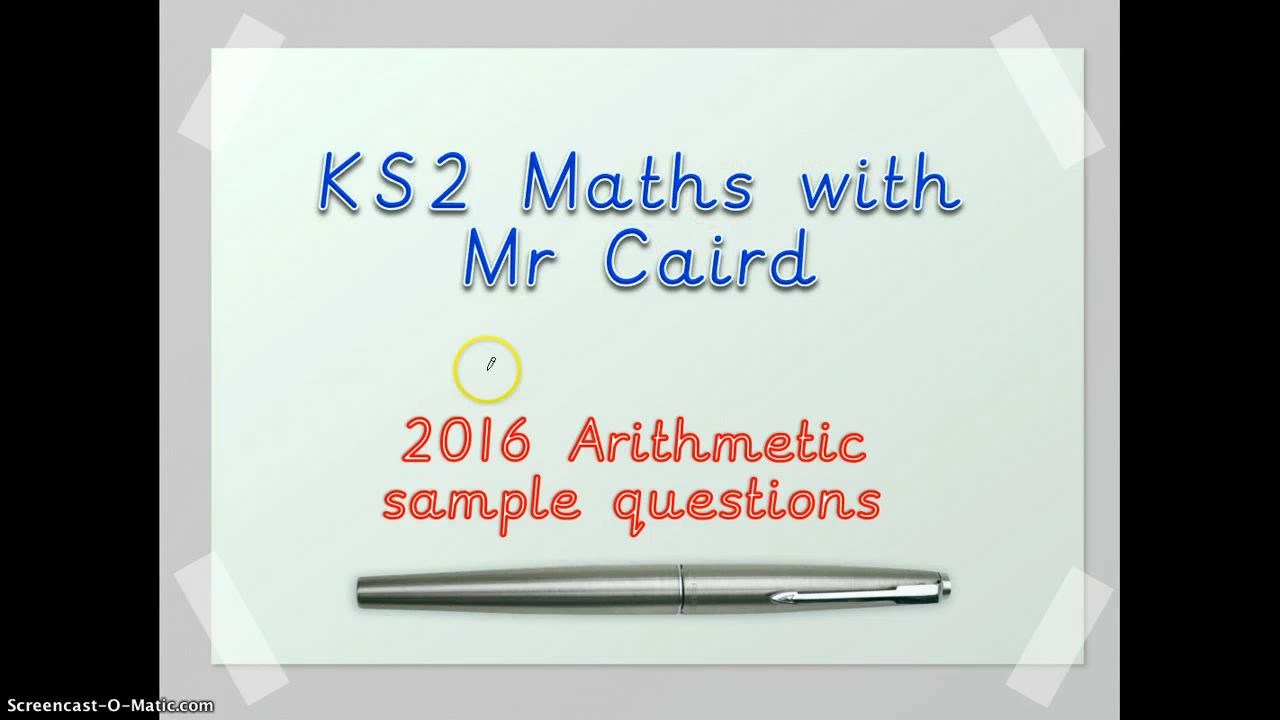 KS2 Maths with
Mr Caird
2016 Arithmetic
sample questions
Screencast-O-Matic.com